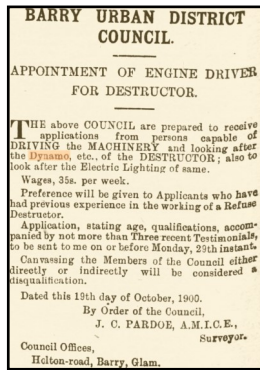 BARRY URBAN DISTRICT
COUNCIL.
APPOINTMENT OF ENGINE DRIVER
FOR DESTRUCTOR.
THE above COUNCIL are prepared to receive
applications from persons capable of
DRIVING the MACHINERY and looking after
the Dynamo, etc., of the DESTRUCTOR; also to
look after the Electric Lighting of same.
Wages, 35s. per week.
Preference will be given to Applicants who have
had previous experience in the working of a Refuse
Destructor.
Application, stating age, qualifications, accom-
panied by not more than Three recent Testimonials,
to be sent to me on or before Monday, 29th instant.
Canvassing the Members of the Council either
directly or indirectly will be considered a
disqualification.
Dated this 19th day of October, 1900.
By Order of the Council,
J. C. PARDOE, A.M.I.C.E.,
Surveyor.
Council Offices,
Holton-road, Barry, Glam.